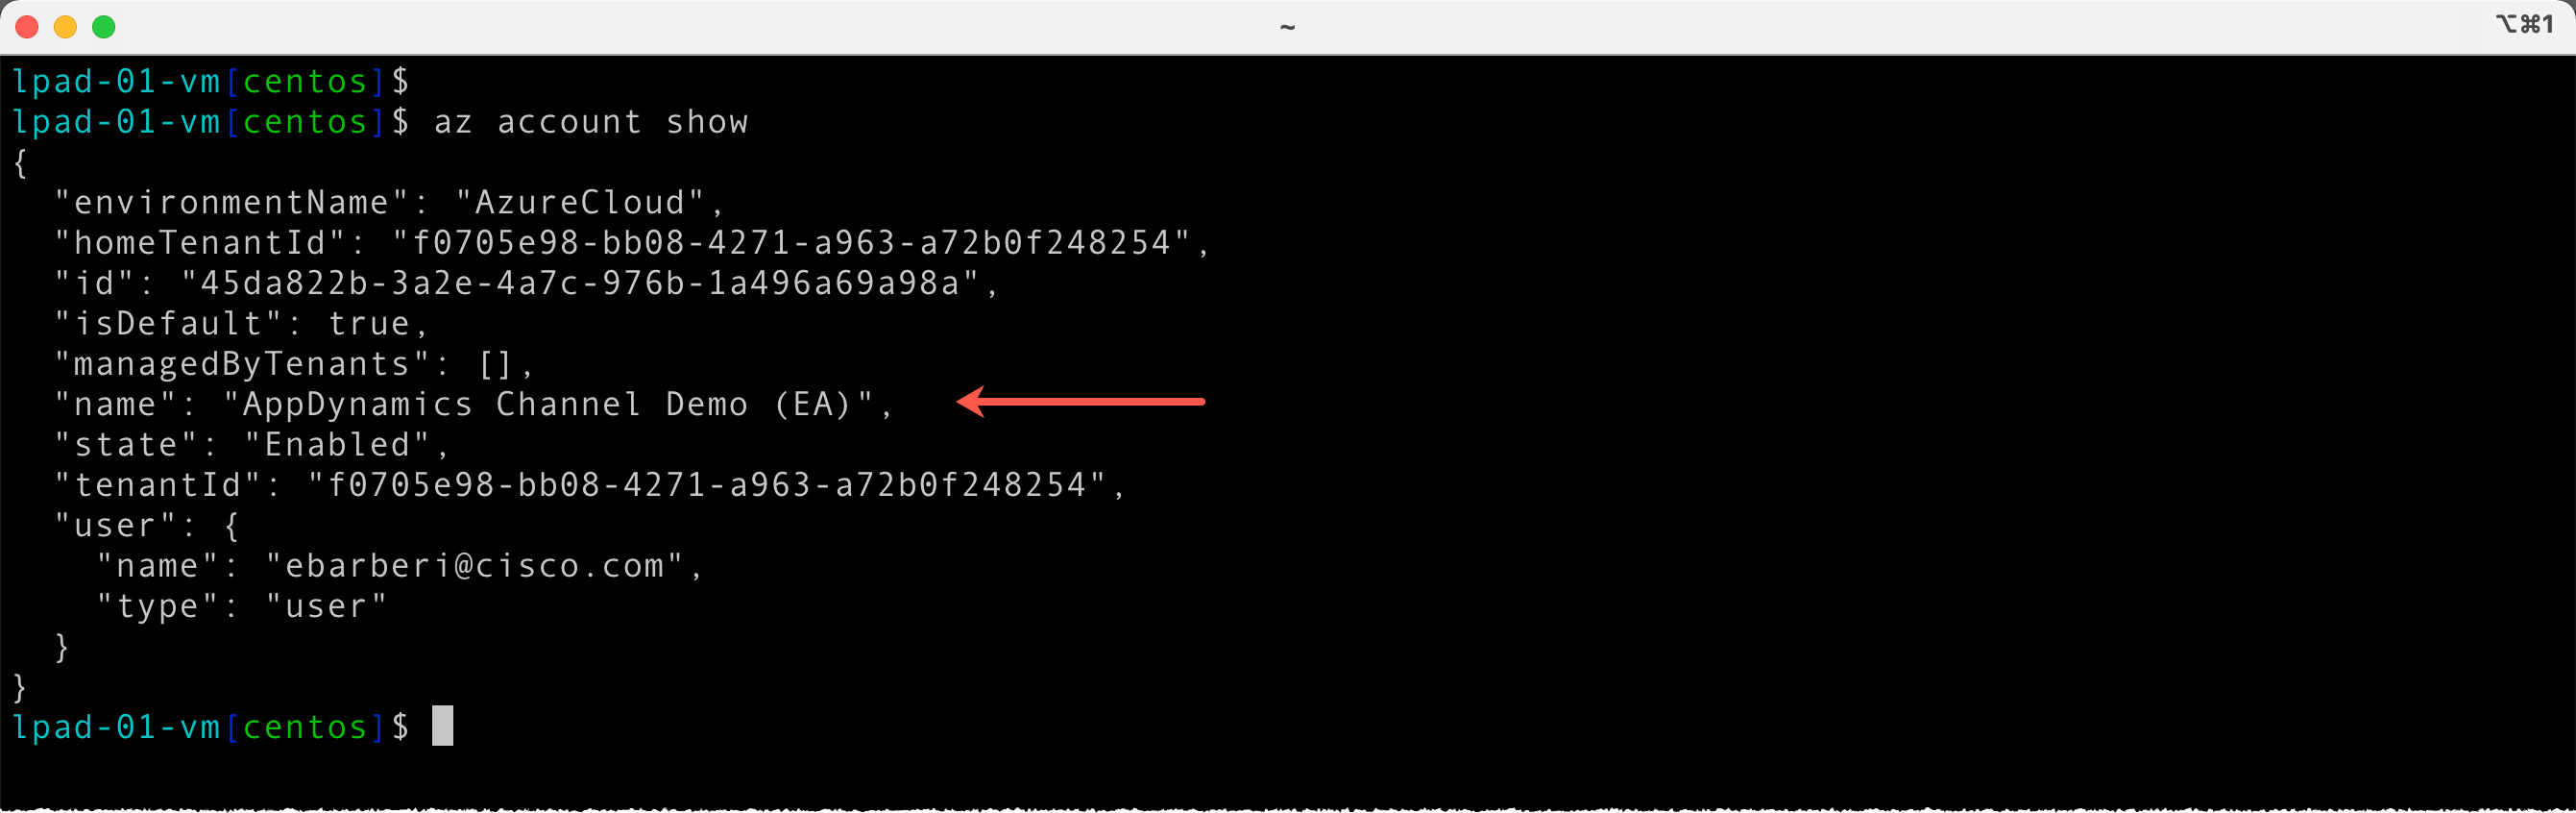 ~
⌥⌘1
lpad-01-vm[centos]$
lpad-01-vm[centos]$ az account show
{
  "environmentName": "AzureCloud",
  "homeTenantId": "f0705e98-bb08-4271-a963-a72b0f248254",
  "id": "45da822b-3a2e-4a7c-976b-1a496a69a98a",
  "isDefault": true,
  "managedByTenants": [],
  "name": "AppDynamics Channel Demo (EA)",
  "state": "Enabled",
  "tenantId": "f0705e98-bb08-4271-a963-a72b0f248254",
  "user": {
    "name": "ebarberi@cisco.com",
    "type": "user"
  }
}
lpad-01-vm[centos]$